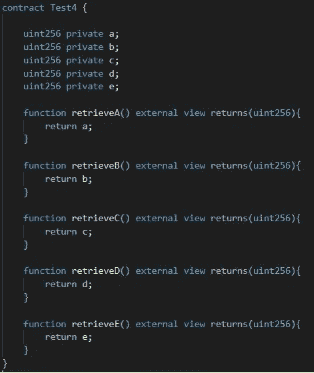 contract Test4 {
uint256 private a;
uint256 private b;
uint256 private c;
uint256 private d;
uint256 private e;
function retrieveA() external view returns(uint256){
return a;
}
function retrieveB() external view returns(uint256){
return b;
}
function retrieveC() external view returns(uint256){
return c;
}
function retrieveD() external view returns(uint256){
return d;
}
function retrieveE() external view returns(uint256){
return e;
}
}